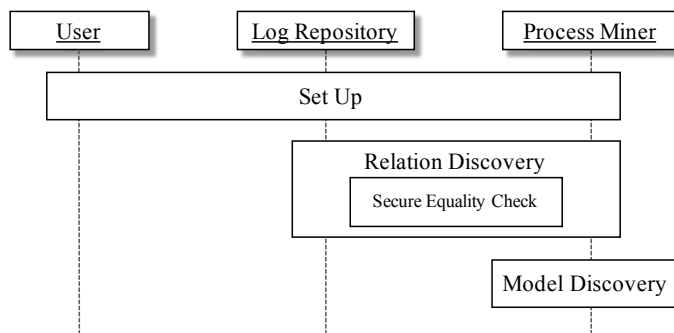 User
Log Repository
Process Miner
Set Up
Relation Discovery
Secure Equality Check
Model Discovery